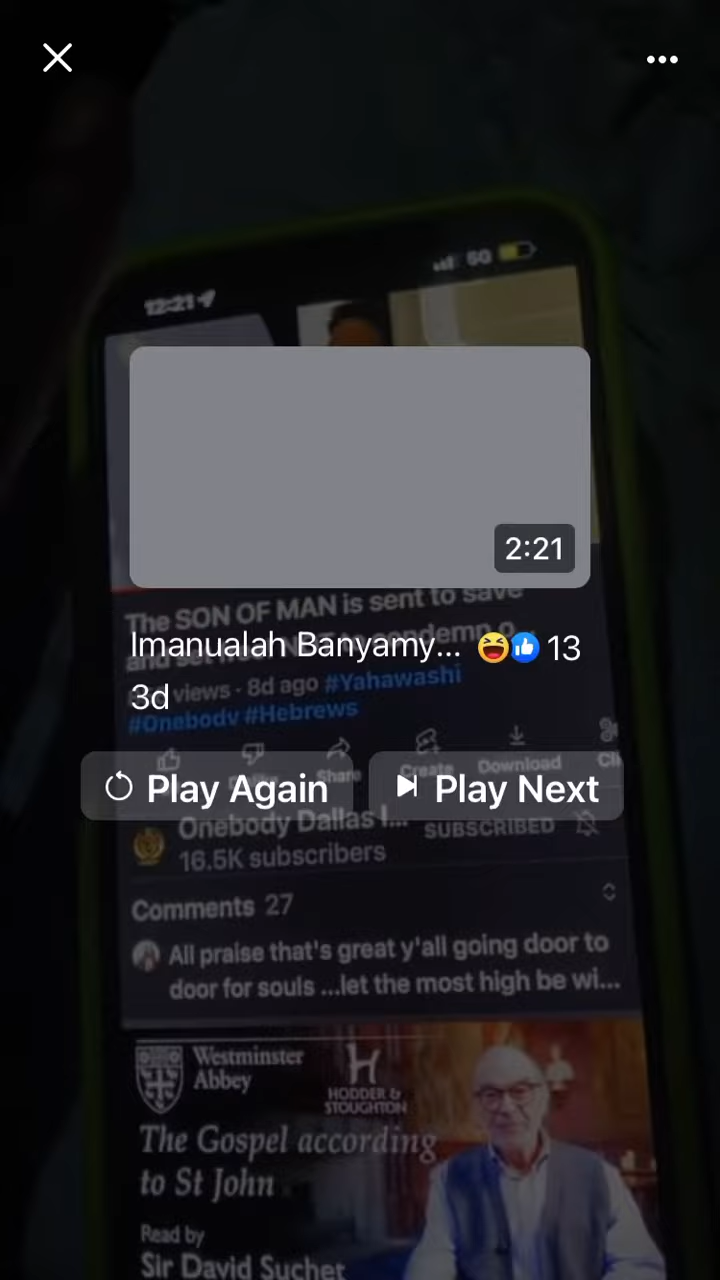 12:21
5G
2:21
The SON OF MAN is sent to save
Imanualah Banyamy... 13
views · 8d ago #Yahawashi
3d
#Onebody #Hebrews
Share
Create
Download
Play Again
Play Next
Onebody Dallas I...
SUBSCRIBED
16.5K subscribers
Comments 27
All praise that's great y'all going door to
door for souls ...let the most high be wi...
Westminster
Abbey
HODDER &
STOUGHTON
The Gospel according
to St John
Read by
Sir David Suchet